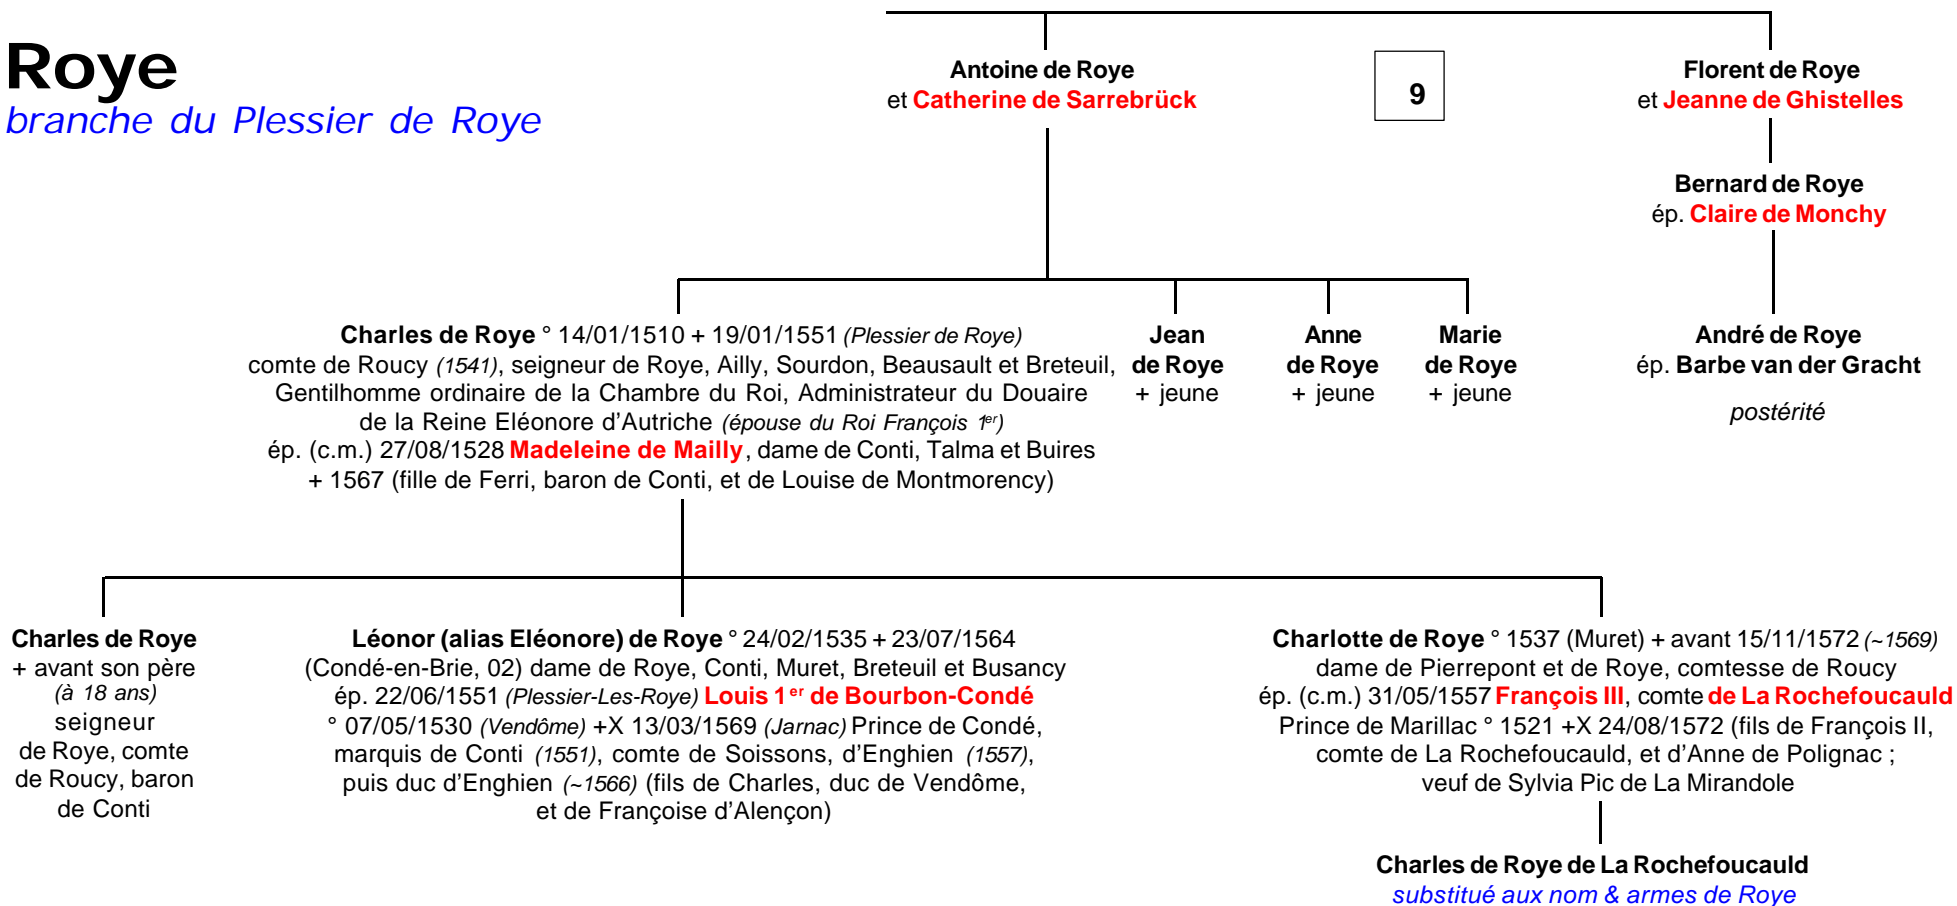 Roye
branche du Plessier de Roye
Antoine de Roye
et Catherine de Sarrebrück
9
Florent de Roye
et Jeanne de Ghistelles
Bernard de Roye
ép. Claire de Monchy
André de Roye
ép. Barbe van der Gracht
postérité
Charles de Roye ° 14/01/1510 + 19/01/1551 (Plessier de Roye)
comte de Roucy (1541), seigneur de Roye, Ailly, Sourdon, Beausault et Breteuil,
Gentilhomme ordinaire de la Chambre du Roi, Administrateur du Douaire
de la Reine Eléonore d'Autriche (épouse du Roi François 1er)
ép. (c.m.) 27/08/1528 Madeleine de Mailly, dame de Conti, Talma et Buires
+ 1567 (fille de Ferri, baron de Conti, et de Louise de Montmorency)
Jean
de Roye
+ jeune
Anne
de Roye
+ jeune
Marie
de Roye
+ jeune
Charles de Roye
+ avant son père
(à 18 ans)
seigneur
de Roye, comte
de Roucy, baron
de Conti
Léonor (alias Eléonore) de Roye ° 24/02/1535 + 23/07/1564
(Condé-en-Brie, 02) dame de Roye, Conti, Muret, Breteuil et Busancy
ép. 22/06/1551 (Plessier-Les-Roye) Louis 1er de Bourbon-Condé
° 07/05/1530 (Vendôme) +X 13/03/1569 (Jarnac) Prince de Condé,
marquis de Conti (1551), comte de Soissons, d'Enghien (1557),
puis duc d'Enghien (~1566) (fils de Charles, duc de Vendôme,
et de Françoise d'Alençon)
Charlotte de Roye ° 1537 (Muret) + avant 15/11/1572 (~1569)
dame de Pierrepont et de Roye, comtesse de Roucy
ép. (c.m.) 31/05/1557 François III, comte de La Rochefoucauld
Prince de Marillac ° 1521 +X 24/08/1572 (fils de François II,
comte de La Rochefoucauld, et d'Anne de Polignac ;
veuf de Sylvia Pic de La Mirandole
Charles de Roye de La Rochefoucauld
substitué aux nom & armes de Roye